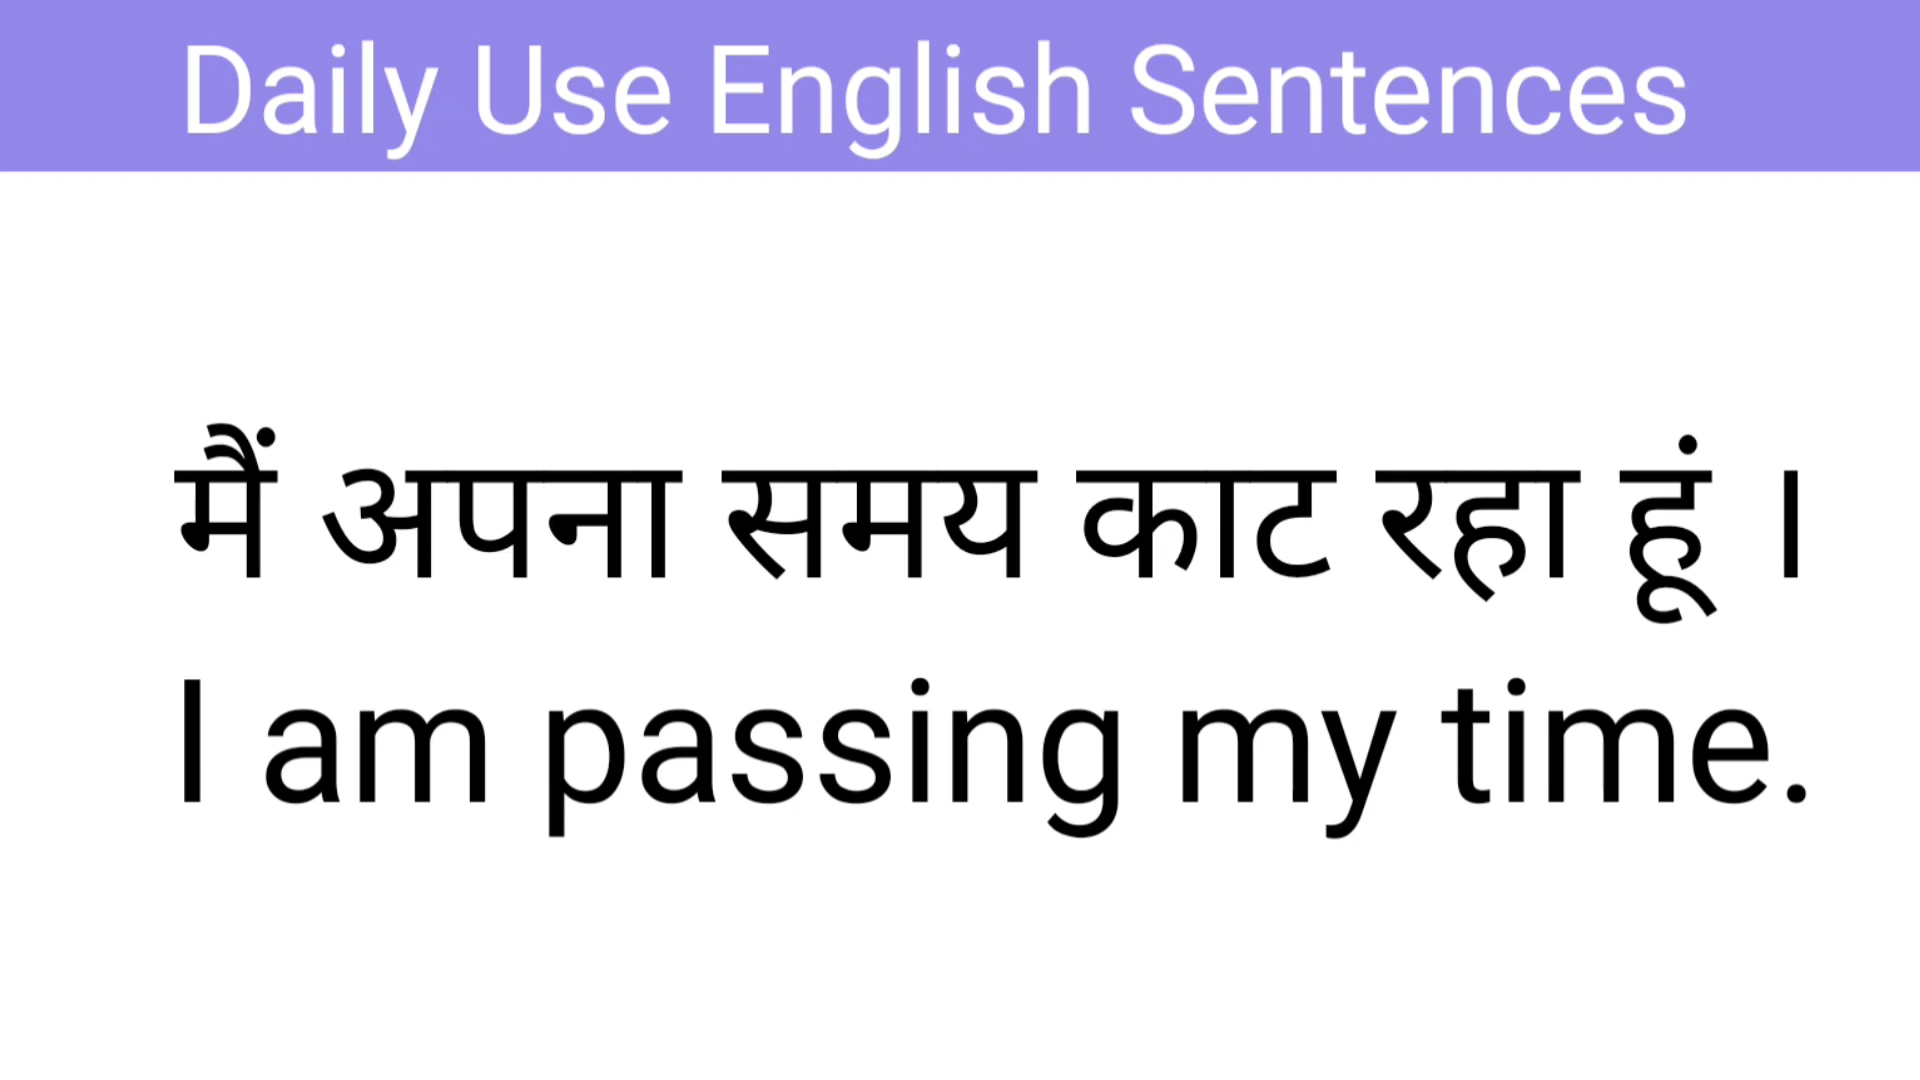 Daily Use English Sentences
मैं अपना समय काट रहा हूं ।
I am passing my time.